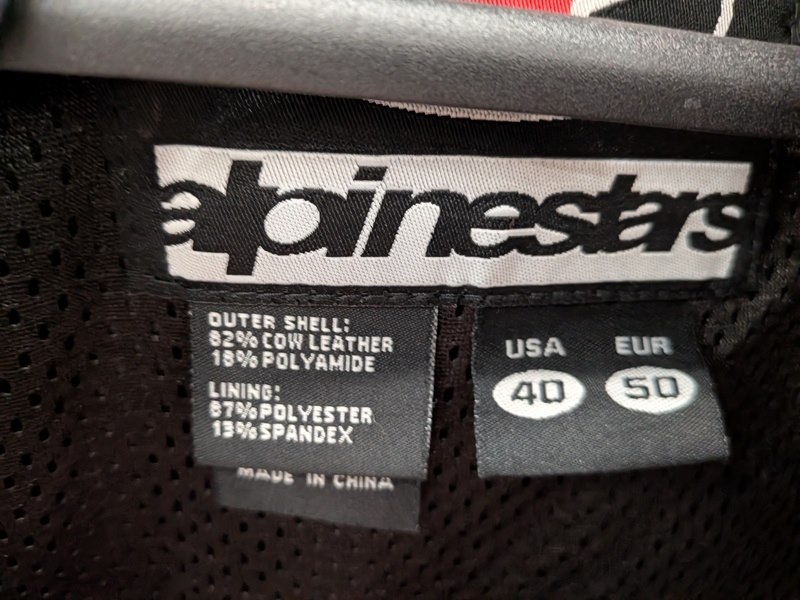 alpinestars
OUTER SHELL:
82% COW LEATHER
18% POLYAMIDE
LINING:
87% POLYESTER
13% SPANDEX
MADE IN CHINA
USA EUR
40 50